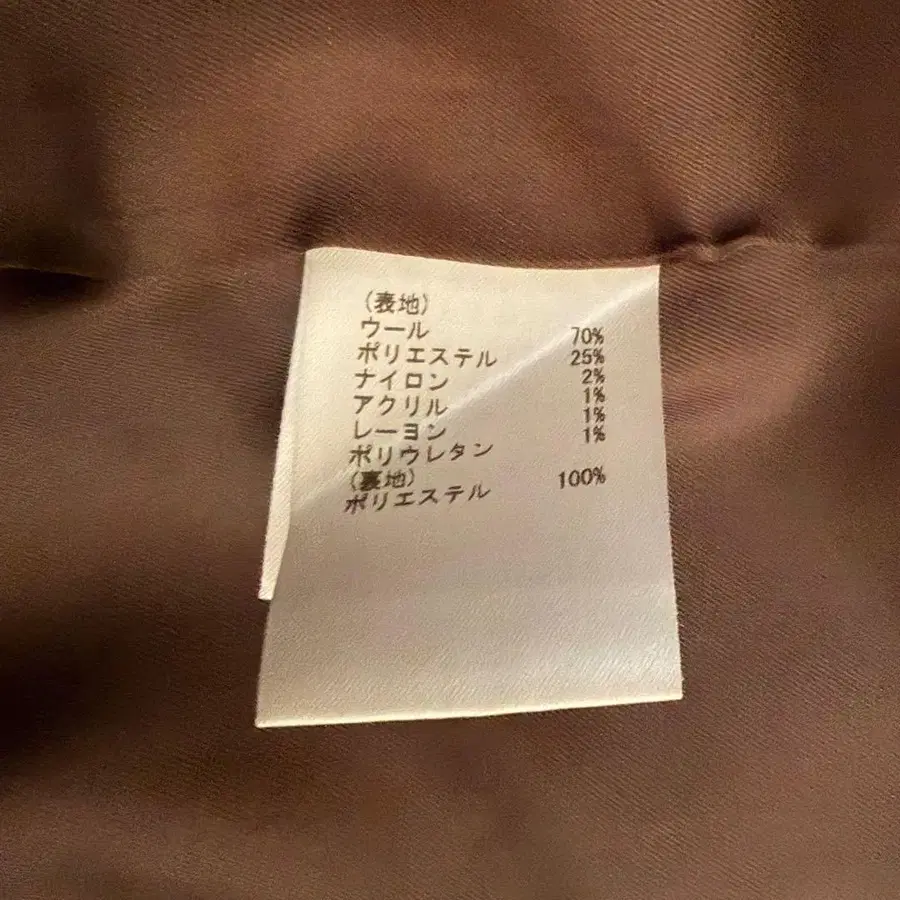 (表地)
ウール 70%
ポリエステル 25%
ナイロン 2%
アクリル 1%
レーヨン 1%
ポリウレタン 1%
(裏地)
ポリエステル 100%